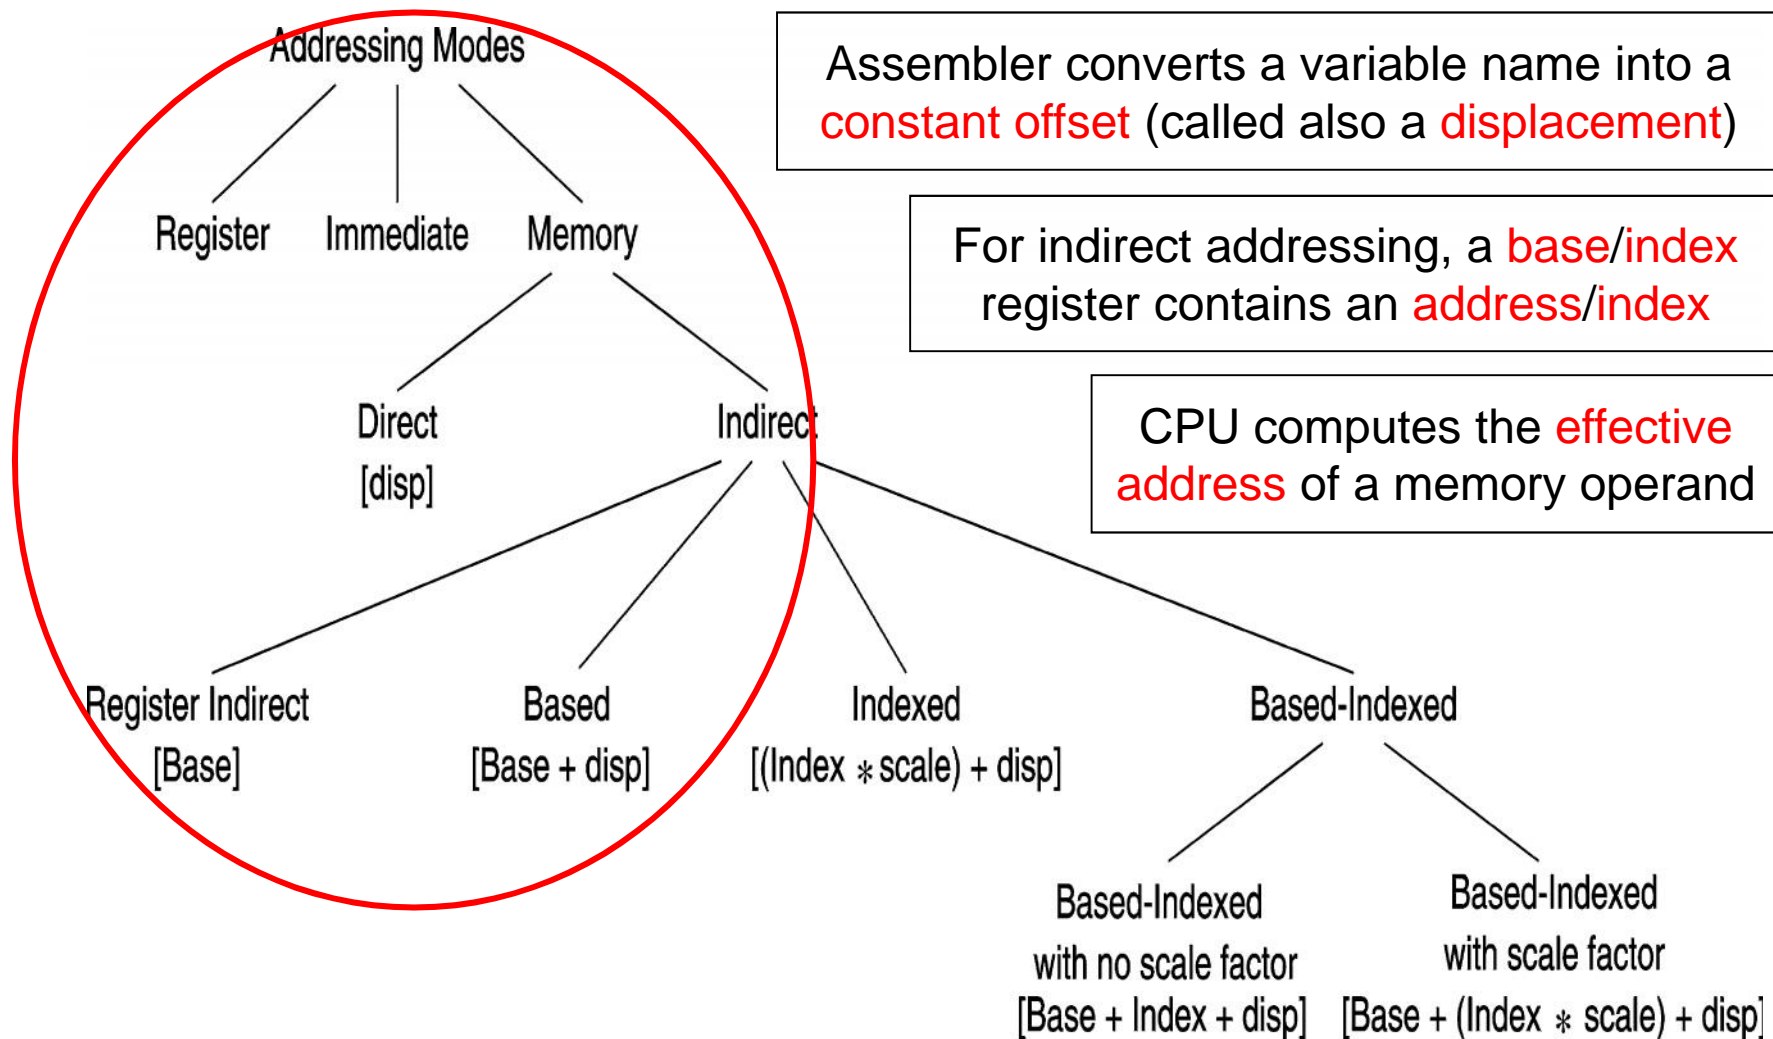 Addressing Modes
Assembler converts a variable name into a
constant offset (called also a displacement)
Register Immediate Memory
For indirect addressing, a base/index
register contains an address/index
Direct
[disp]
Indirect
CPU computes the effective
address of a memory operand
Register Indirect
[Base]
Based
[Base + disp]
Indexed
[(Index * scale) + disp]
Based-Indexed
Based-Indexed
with no scale factor
[Base + Index + disp]
Based-Indexed
with scale factor
[Base + (Index * scale) + disp]